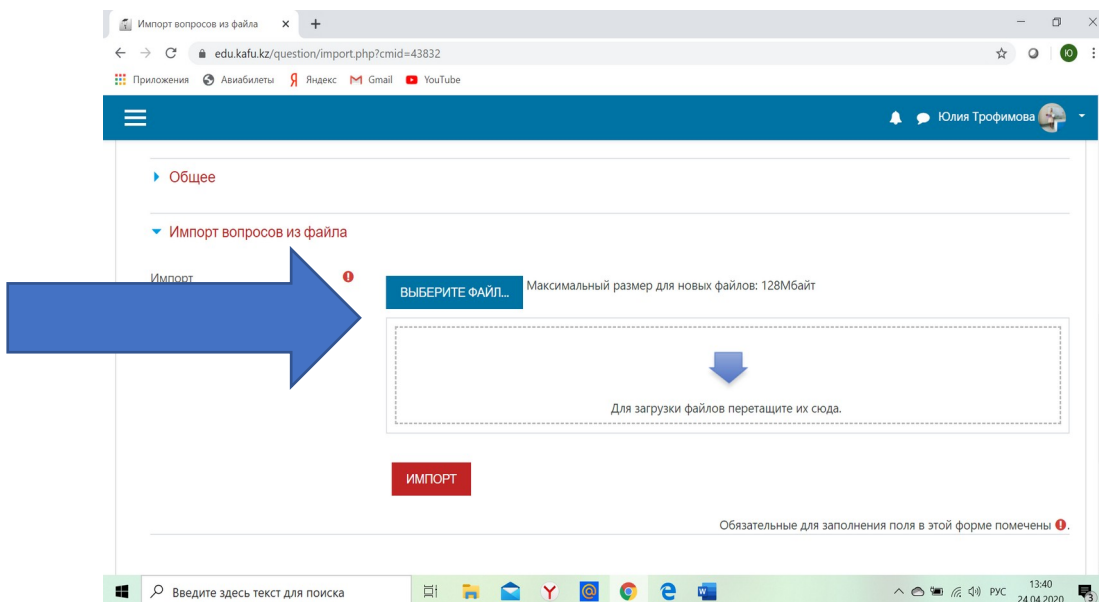 Импорт вопросов из файла
edu.kafu.kz/question/import.php?cmid=43832
Ю
Приложения Авиабилеты Яндекс Gmail YouTube
Юлия Трофимова
Общее
Импорт вопросов из файла
Импорт
ВЫБЕРИТЕ ФАЙЛ... Максимальный размер для новых файлов: 128Мбайт
Для загрузки файлов перетащите их сюда.
ИМПОРТ
Обязательные для заполнения поля в этой форме помечены
Введите здесь текст для поиска
РУС
13:40
24.04.2020
3